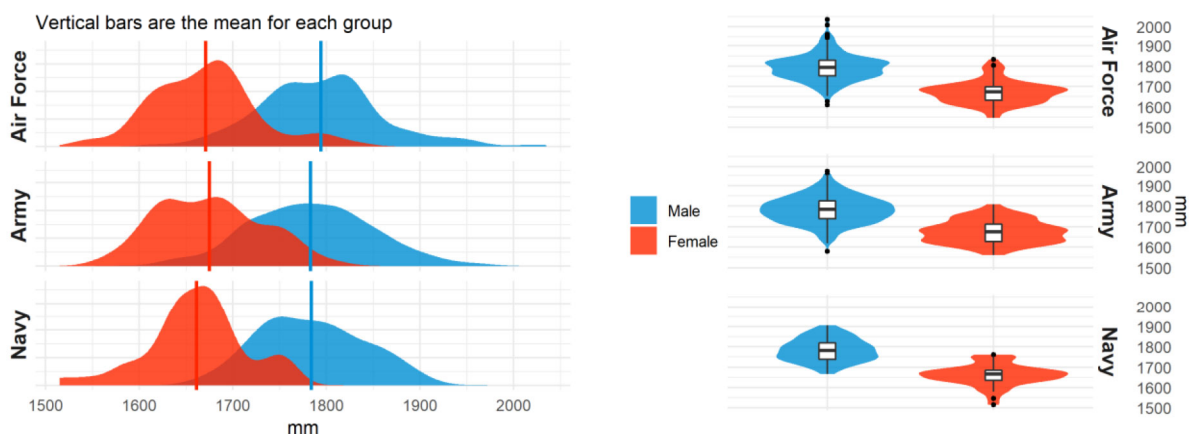 Vertical bars are the mean for each group
Air Force
Army
Navy
1500 1600 1700 1800 1900 2000
mm
Male
Female
2000
1900
1800
1700
1600
1500
Air Force
2000
1900
1800
1700
1600
1500
Army
mm
2000
1900
1800
1700
1600
1500
Navy